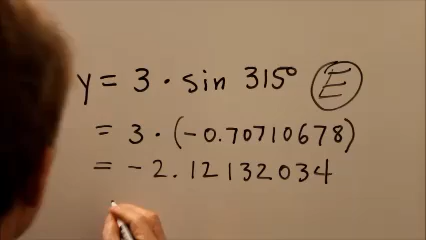 y = 3 · sin 315° E
= 3 · (-0.70710678)
= -2.12132034